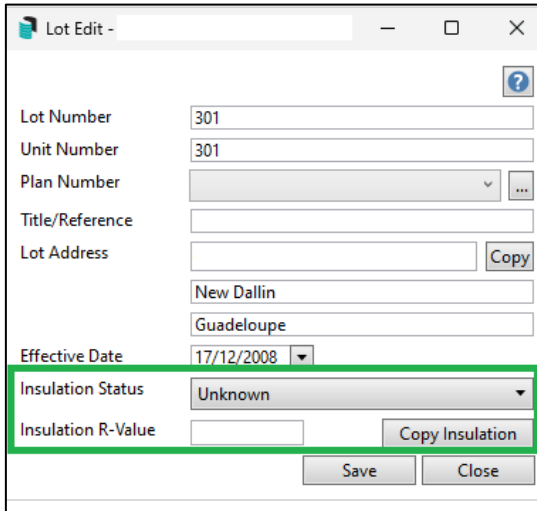 Lot Edit -
?
Lot Number 301
Unit Number 301
Plan Number ...
Title/Reference
Lot Address Copy
New Dallin
Guadeloupe
Effective Date 17/12/2008
Insulation Status Unknown
Insulation R-Value Copy Insulation
Save Close